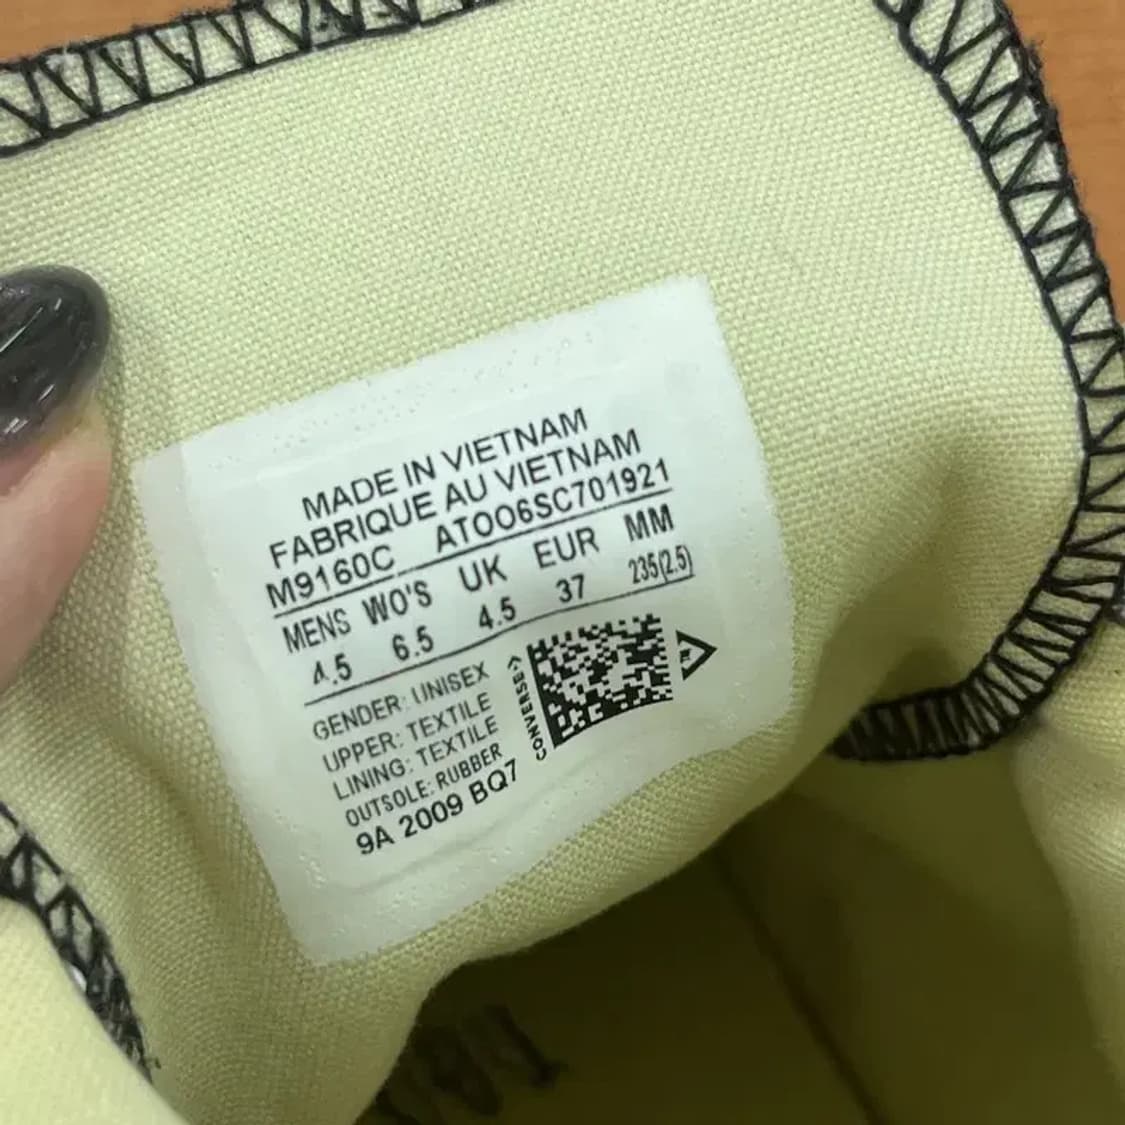 MADE IN VIETNAM
FABRIQUE AU VIETNAM
M9160C ATOO6SC701921
MENS WO'S UK EUR MM
4.5 6.5 4.5 37 235(2.5)
GENDER: UNISEX
UPPER: TEXTILE
LINING: TEXTILE
OUTSOLE: RUBBER
9A 2009 BQ7
CONVERSE